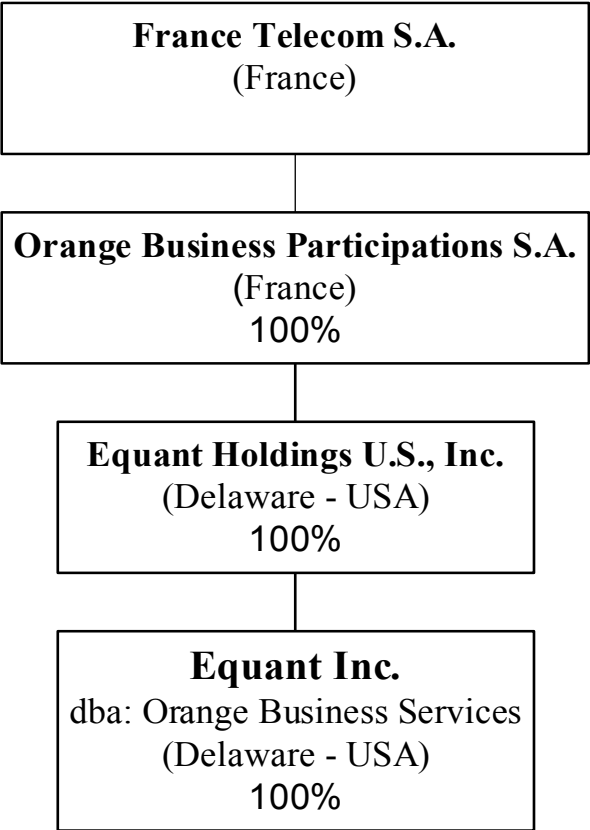 France Telecom S.A.
(France)
Orange Business Participations S.A.
(France)
100%
Equant Holdings U.S., Inc.
(Delaware - USA)
100%
Equant Inc.
dba: Orange Business Services
(Delaware - USA)
100%